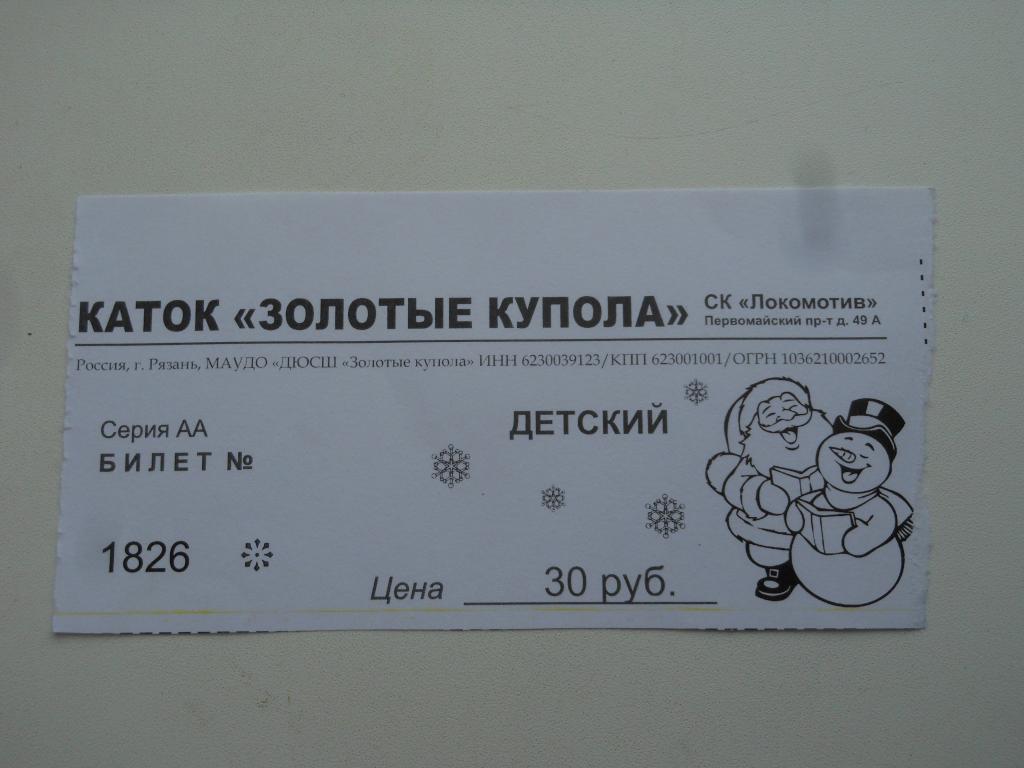 КАТОК «ЗОЛОТЫЕ КУПОЛА»
СК «Локомотив»
Первомайский пр-т д. 49 А
Россия, г. Рязань, МАУДО «ДЮСШ «Золотые купола» ИНН 6230039123/КПП 623001001/ОГРН 1036210002652
ДЕТСКИЙ
Серия АА
БИЛЕТ №
1826
Цена 30 руб.